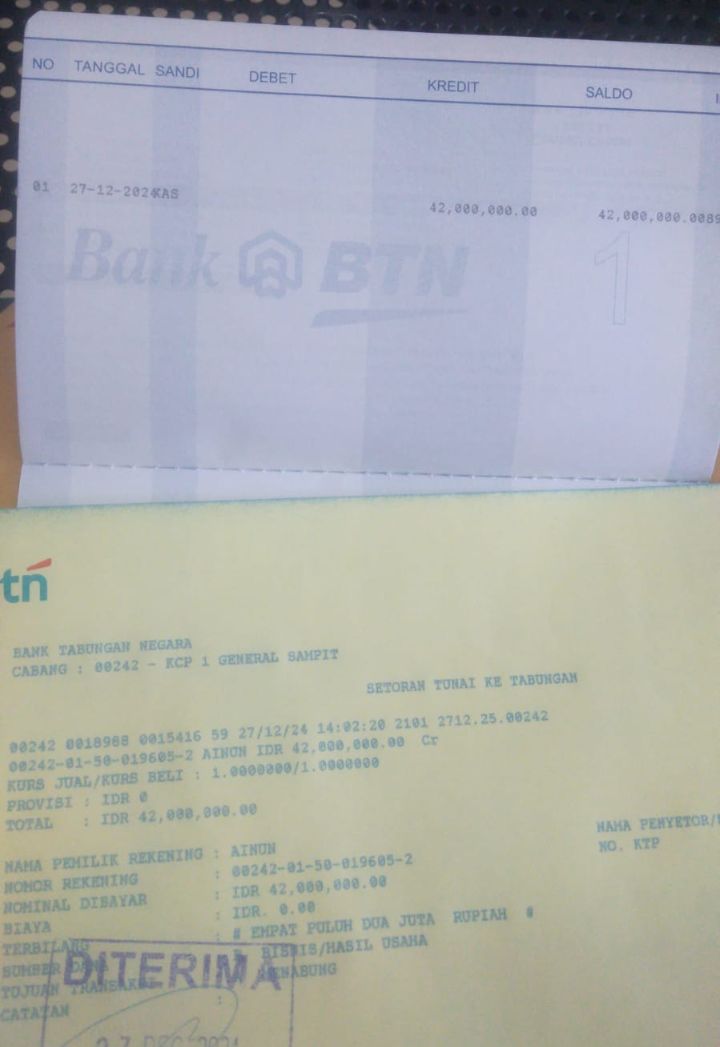 NO TANGGAL SANDI DEBET KREDIT SALDO
01 27-12-2024KAS 42,000,000.00 42,000,000.0089
Bank BTN 1
tn
BANK TABUNGAN NEGARA
CABANG : 00242 - KCP 1 GENERAL SAMPIT
SETORAN TUNAI KE TABUNGAN
00242 0018988 0015416 59 27/12/24 14:02:20 2101 2712.25.00242
00242-01-50-019605-2 AINUN IDR 42,000,000.00 Cr
KURS JUAL/KURS BELI : 1.0000000/1.0000000
PROVISI : IDR 0
TOTAL : IDR 42,000,000.00
NAMA PENYETOR/
NO. KTP
NAMA PEMILIK REKENING : AINUN
NOMOR REKENING : 00242-01-50-019605-2
NOMINAL DIBAYAR : IDR 42,000,000.00
BIAYA : IDR. 0.00
TERBILANG : # EMPAT PULUH DUA JUTA RUPIAH #
SUMBER BISNIS/HASIL USAHA
TUJUAN TRANSAKSI : MENABUNG
CATATAN :
DITERIMA
27 DEC 2024